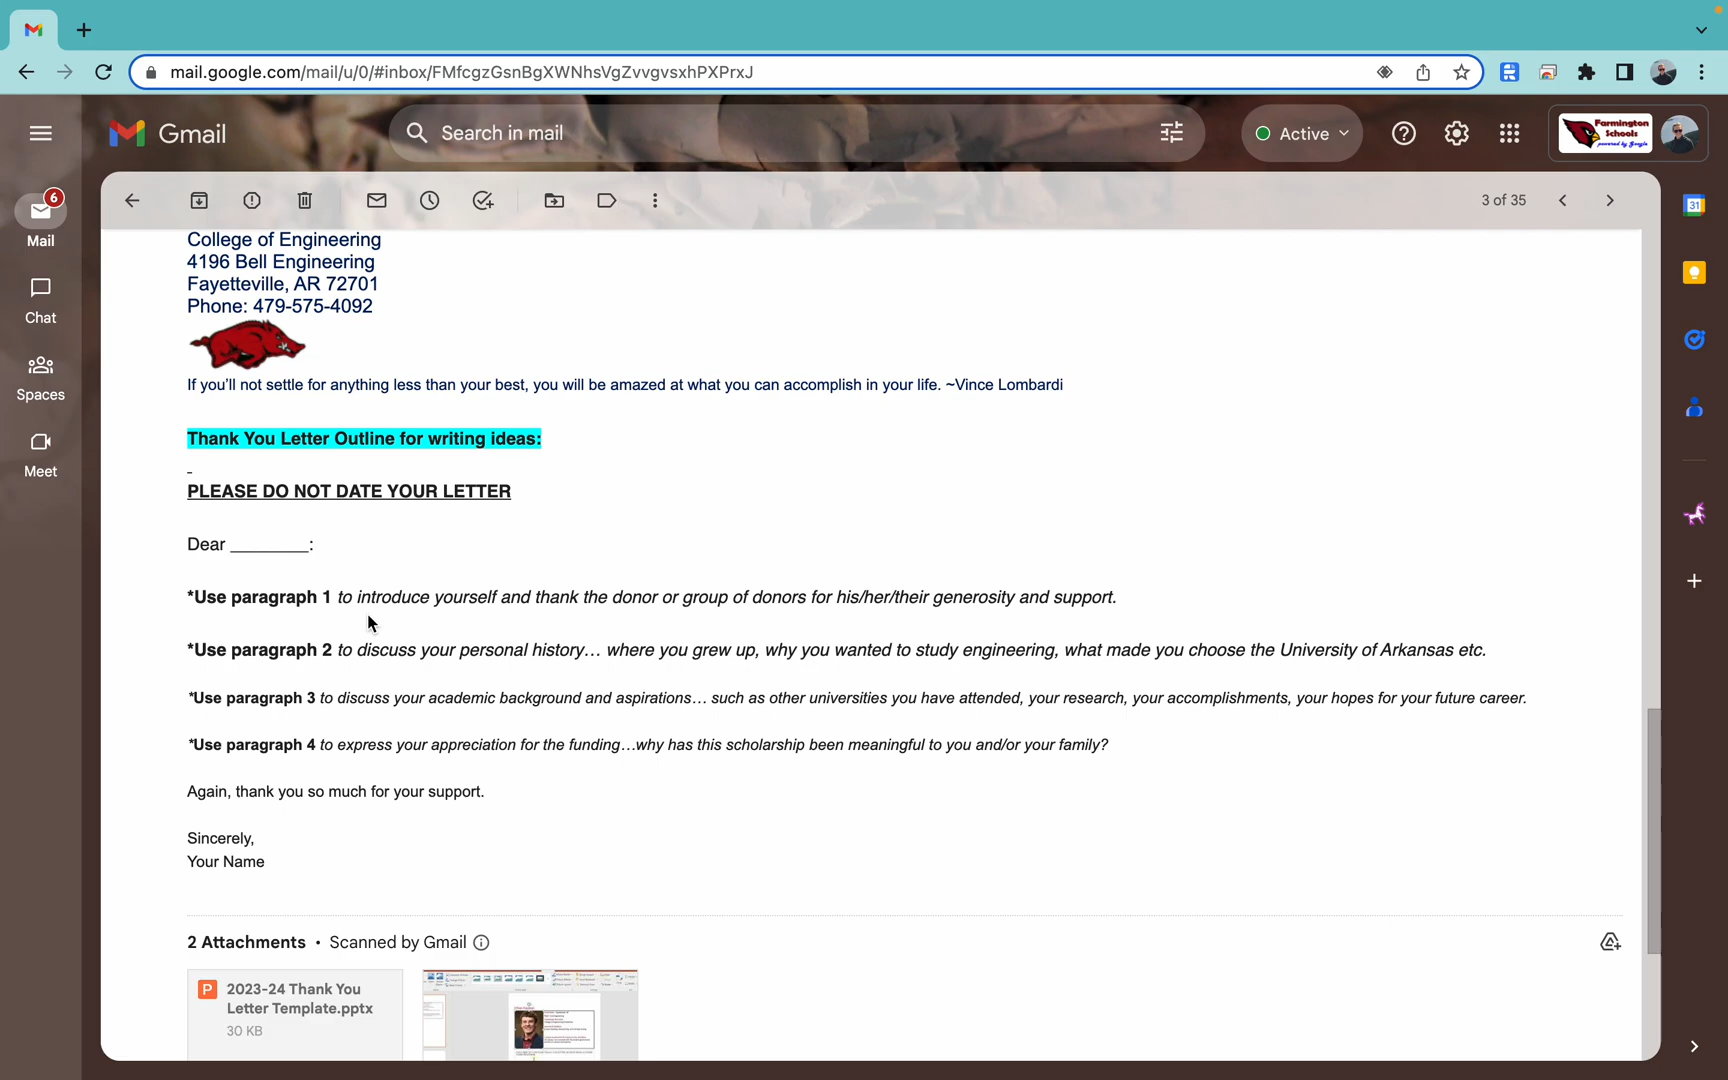 mail.google.com/mail/u/0/#inbox/FMfcgzGsnBgXWNhsVgZvvgvsxhPXPrxJ
Gmail
Search in mail
Active
Farmington
Schools
powered by Google
6
Mail
Chat
Spaces
Meet
3 of 35
31
College of Engineering
4196 Bell Engineering
Fayetteville, AR 72701
Phone: 479-575-4092
If you'll not settle for anything less than your best, you will be amazed at what you can accomplish in your life. ~Vince Lombardi
Thank You Letter Outline for writing ideas:
PLEASE DO NOT DATE YOUR LETTER
Dear ________:
*Use paragraph 1 to introduce yourself and thank the donor or group of donors for his/her/their generosity and support.
*Use paragraph 2 to discuss your personal history… where you grew up, why you wanted to study engineering, what made you choose the University of Arkansas etc.
*Use paragraph 3 to discuss your academic background and aspirations… such as other universities you have attended, your research, your accomplishments, your hopes for your future career.
*Use paragraph 4 to express your appreciation for the funding…why has this scholarship been meaningful to you and/or your family?
Again, thank you so much for your support.
Sincerely,
Your Name
2 Attachments • Scanned by Gmail
P
2023-24 Thank You
Letter Template.pptx
30 KB